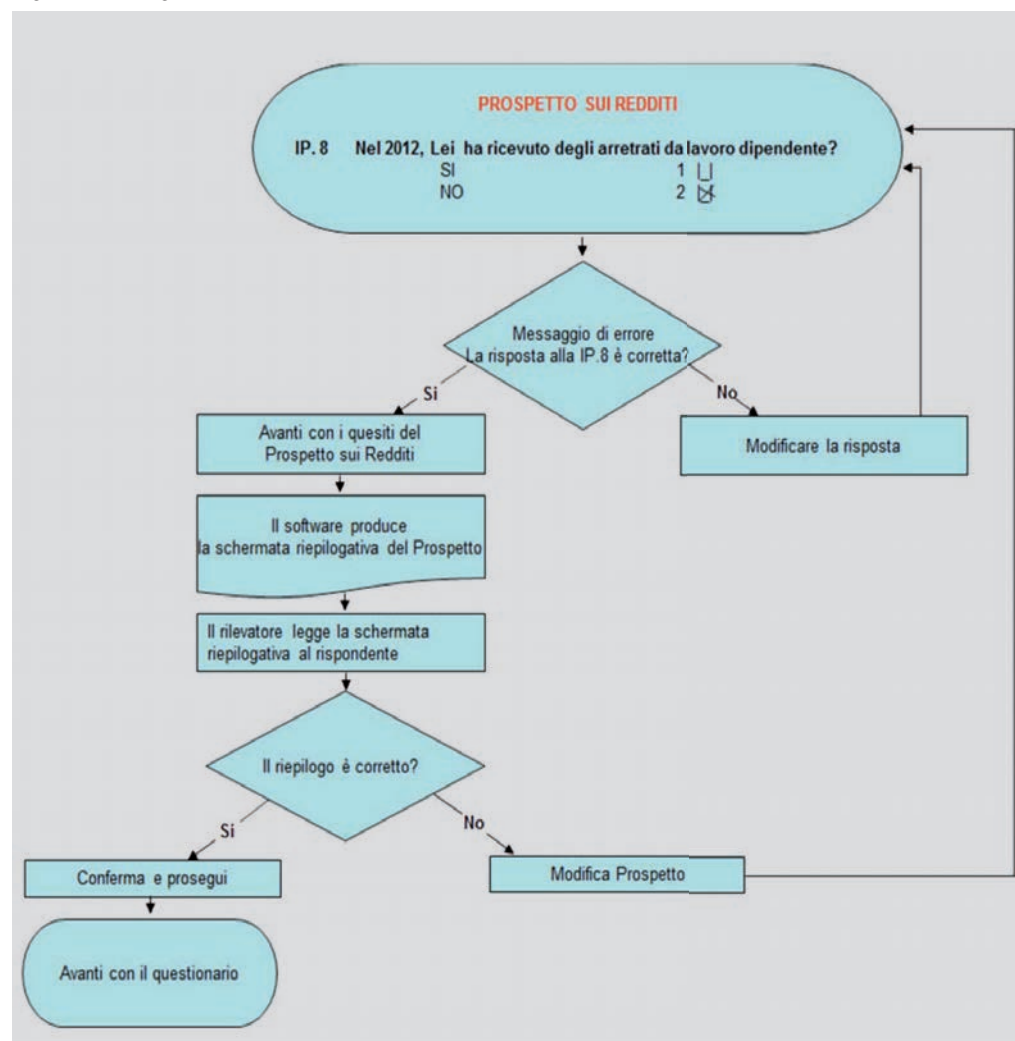 PROSPETTO SUI REDDITI
IP. 8 Nel 2012, Lei ha ricevuto degli arretrati da lavoro dipendente?
SI 1 |_|
NO 2 |X|
Messaggio di errore
La risposta alla IP.8 è corretta?
Si
No
Avanti con i quesiti del
Prospetto sui Redditi
Modificare la risposta
Il software produce
la schermata riepilogativa del Prospetto
Il rilevatore legge la schermata
riepilogativa al rispondente
Il riepilogo è corretto?
Si
No
Conferma e prosegui
Modifica Prospetto
Avanti con il questionario